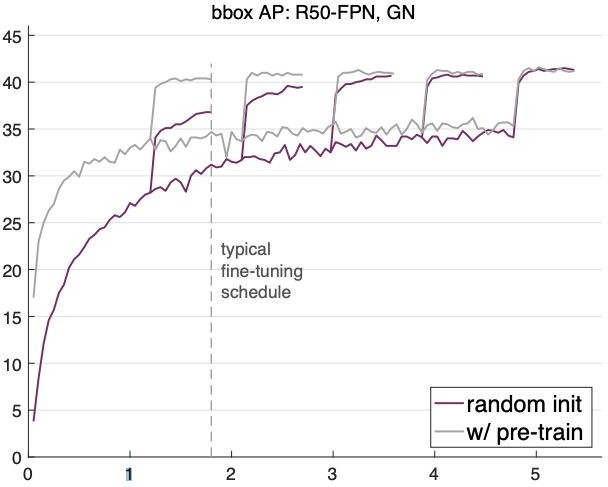 bbox AP: R50-FPN, GN
45
40
35
30
25
20
15
10
5
0
typical
fine-tuning
schedule
random init
w/ pre-train
0 1 2 3 4 5